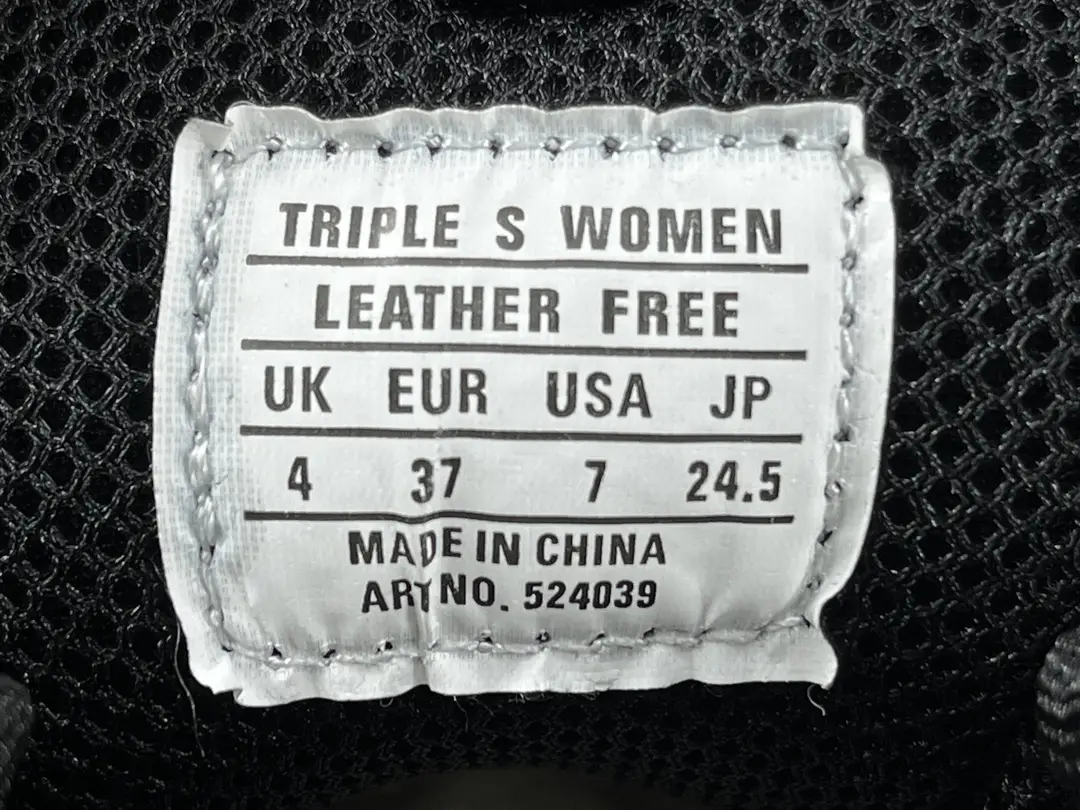 TRIPLE S WOMEN
LEATHER FREE
UK EUR USA JP
4 37 7 24.5
MADE IN CHINA
ART NO. 524039